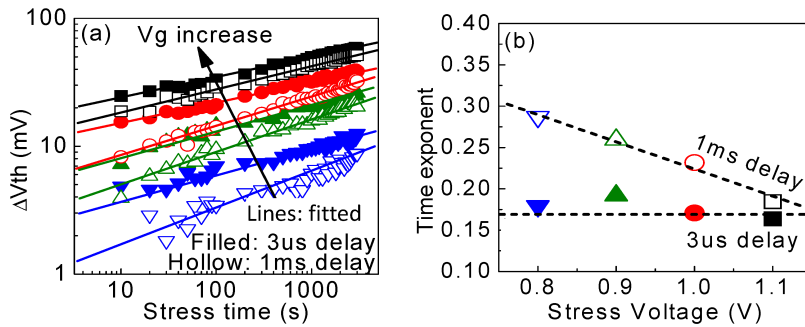 (a)
Vg increase
100
10
1
ΔVth (mV)
Lines: fitted
Filled: 3us delay
Hollow: 1ms delay
10
100
1000
Stress time (s)
(b)
0.40
0.35
0.30
0.25
0.20
0.15
0.10
Time exponent
1ms delay
3us delay
0.8
0.9
1.0
1.1
Stress Voltage (V)